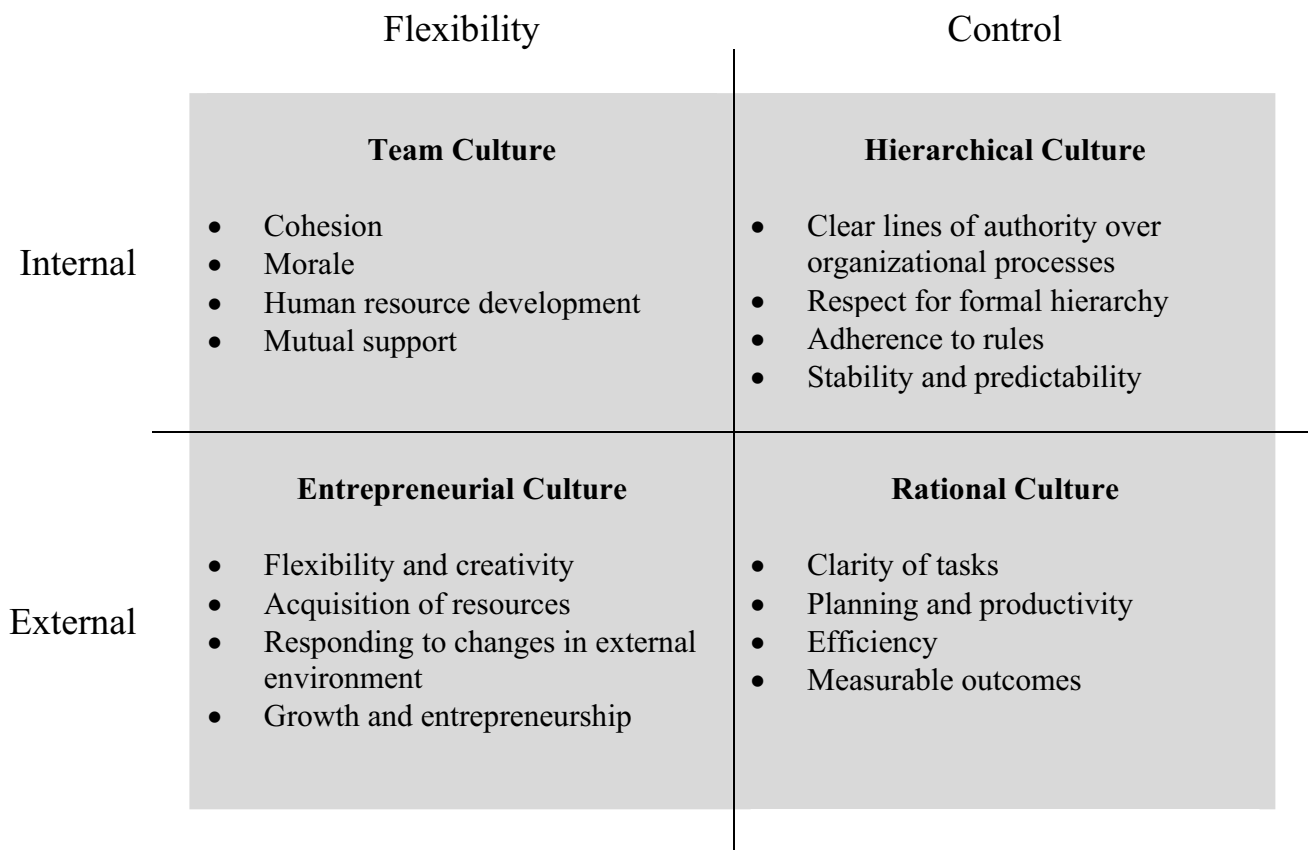 Flexibility
Control
Internal
Team Culture
• Cohesion
• Morale
• Human resource development
• Mutual support
Hierarchical Culture
• Clear lines of authority over
organizational processes
• Respect for formal hierarchy
• Adherence to rules
• Stability and predictability
External
Entrepreneurial Culture
• Flexibility and creativity
• Acquisition of resources
• Responding to changes in external
environment
• Growth and entrepreneurship
Rational Culture
• Clarity of tasks
• Planning and productivity
• Efficiency
• Measurable outcomes